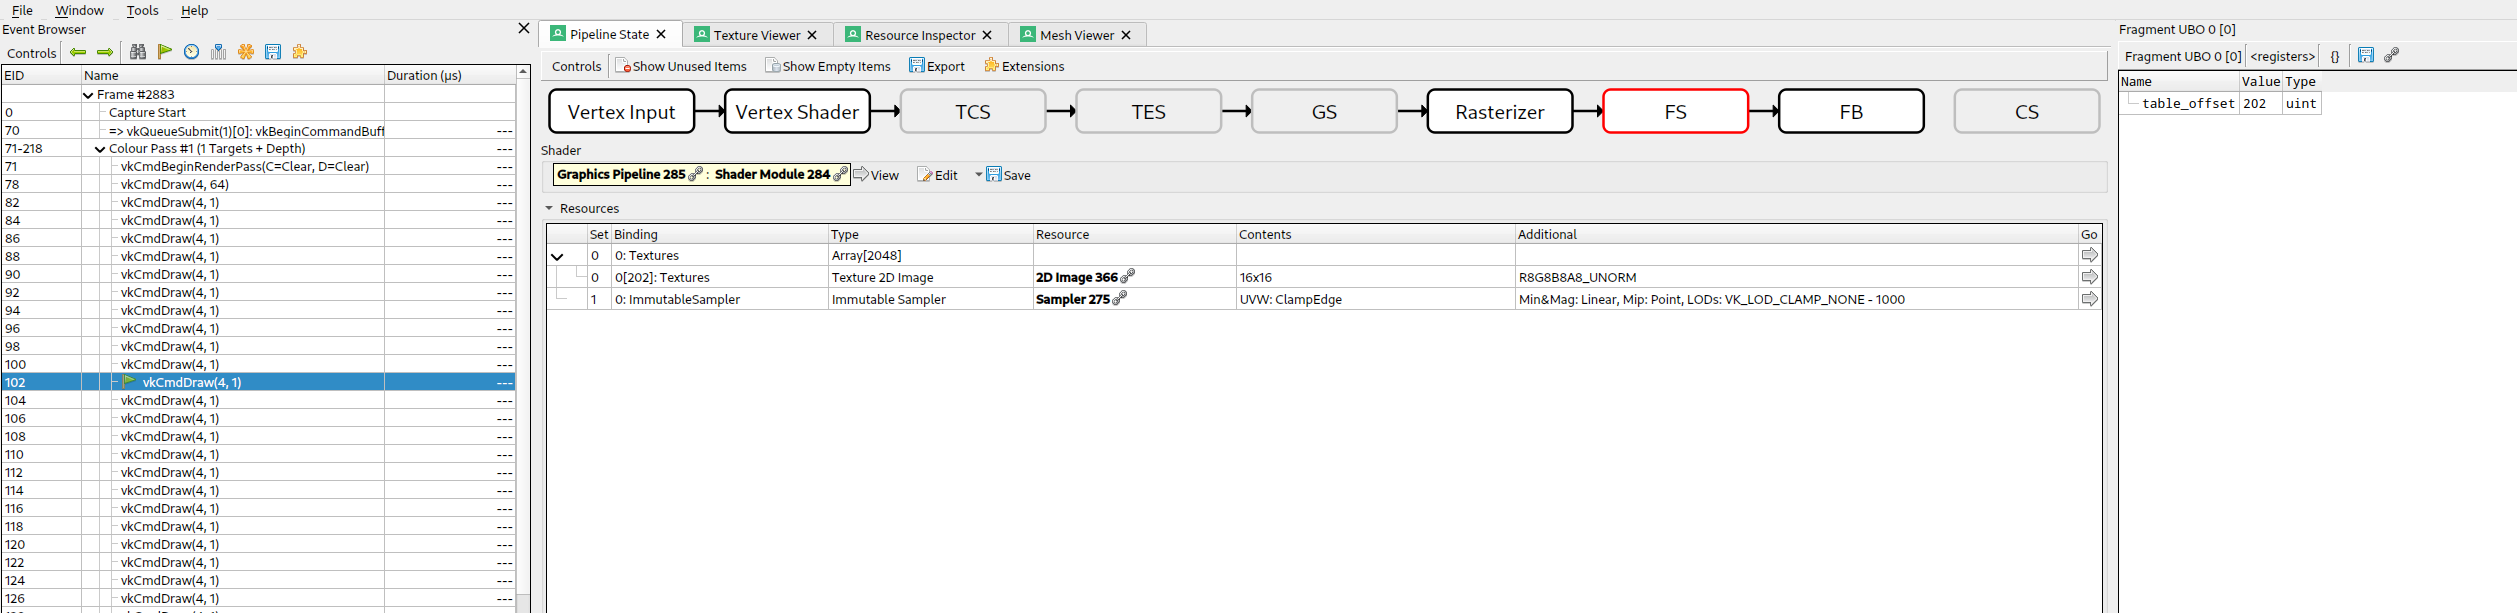 File Window Tools Help
Event Browser
Controls
EID Name Duration (µs)
Frame #2883
0 Capture Start
70 => vkQueueSubmit(1)[0]: vkBeginCommandBuff ---
71-218 Colour Pass #1 (1 Targets + Depth) ---
71 vkCmdBeginRenderPass(C=Clear, D=Clear) ---
78 vkCmdDraw(4, 64) ---
82 vkCmdDraw(4, 1) ---
84 vkCmdDraw(4, 1) ---
86 vkCmdDraw(4, 1) ---
88 vkCmdDraw(4, 1) ---
90 vkCmdDraw(4, 1) ---
92 vkCmdDraw(4, 1) ---
94 vkCmdDraw(4, 1) ---
96 vkCmdDraw(4, 1) ---
98 vkCmdDraw(4, 1) ---
100 vkCmdDraw(4, 1) ---
102 vkCmdDraw(4, 1) ---
104 vkCmdDraw(4, 1) ---
106 vkCmdDraw(4, 1) ---
108 vkCmdDraw(4, 1) ---
110 vkCmdDraw(4, 1) ---
112 vkCmdDraw(4, 1) ---
114 vkCmdDraw(4, 1) ---
116 vkCmdDraw(4, 1) ---
118 vkCmdDraw(4, 1) ---
120 vkCmdDraw(4, 1) ---
122 vkCmdDraw(4, 1) ---
124 vkCmdDraw(4, 1) ---
126 vkCmdDraw(4, 1) ---
Pipeline State Texture Viewer Resource Inspector Mesh Viewer
Controls Show Unused Items Show Empty Items Export Extensions
Vertex Input Vertex Shader TCS TES GS Rasterizer FS FB CS
Shader
Graphics Pipeline 285 : Shader Module 284 View Edit Save
Resources
Set Binding Type Resource Contents Additional Go
0 0: Textures Array[2048]
0 0[202]: Textures Texture 2D Image 2D Image 366 16x16 R8G8B8A8_UNORM
1 0: ImmutableSampler Immutable Sampler Sampler 275 UVW: ClampEdge Min&Mag: Linear, Mip: Point, LODs: VK_LOD_CLAMP_NONE - 1000
Fragment UBO 0 [0]
Fragment UBO 0 [0] <registers> {}
Name Value Type
table_offset 202 uint